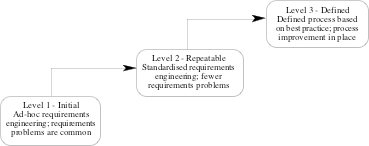 Level 3 - Defined
Defined process based
on best practice; process
improvement in place
Level 2 - Repeatable
Standardised requirements
engineering; fewer
requirements problems
Level 1 - Initial
Ad-hoc requirements
engineering; requirements
problems are common